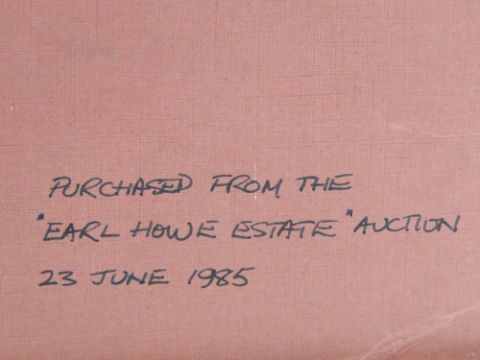 PURCHASED FROM THE
"EARL HOWE ESTATE" AUCTION
23 JUNE 1985